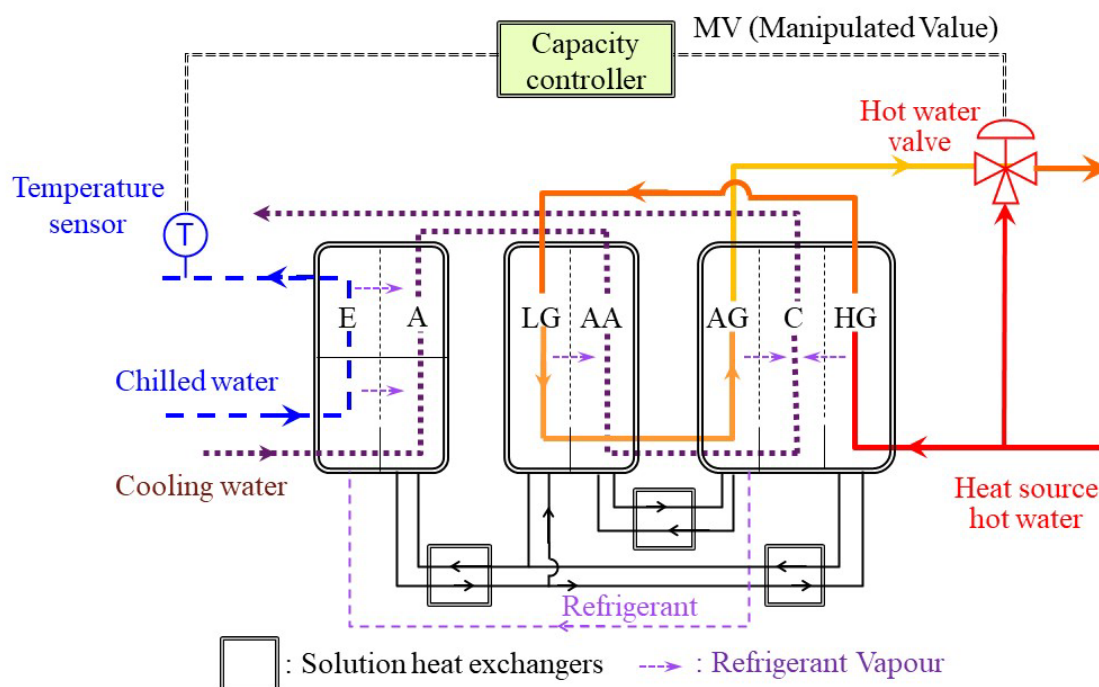 MV (Manipulated Value)
Capacity
controller
Hot water
valve
Temperature
sensor
T
E
A
LG
AA
AG
C
HG
Chilled water
Cooling water
Heat source
hot water
Refrigerant
: Solution heat exchangers
: Refrigerant Vapour